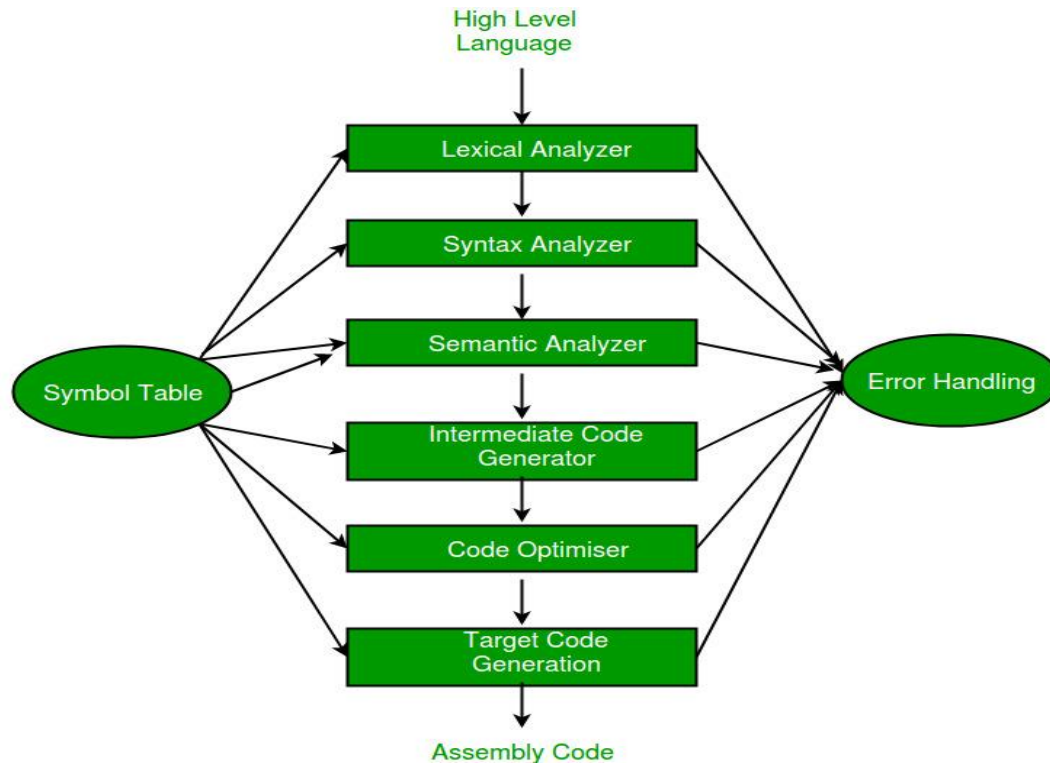 High Level
Language
Lexical Analyzer
Syntax Analyzer
Semantic Analyzer
Symbol Table
Error Handling
Intermediate Code
Generator
Code Optimiser
Target Code
Generation
Assembly Code